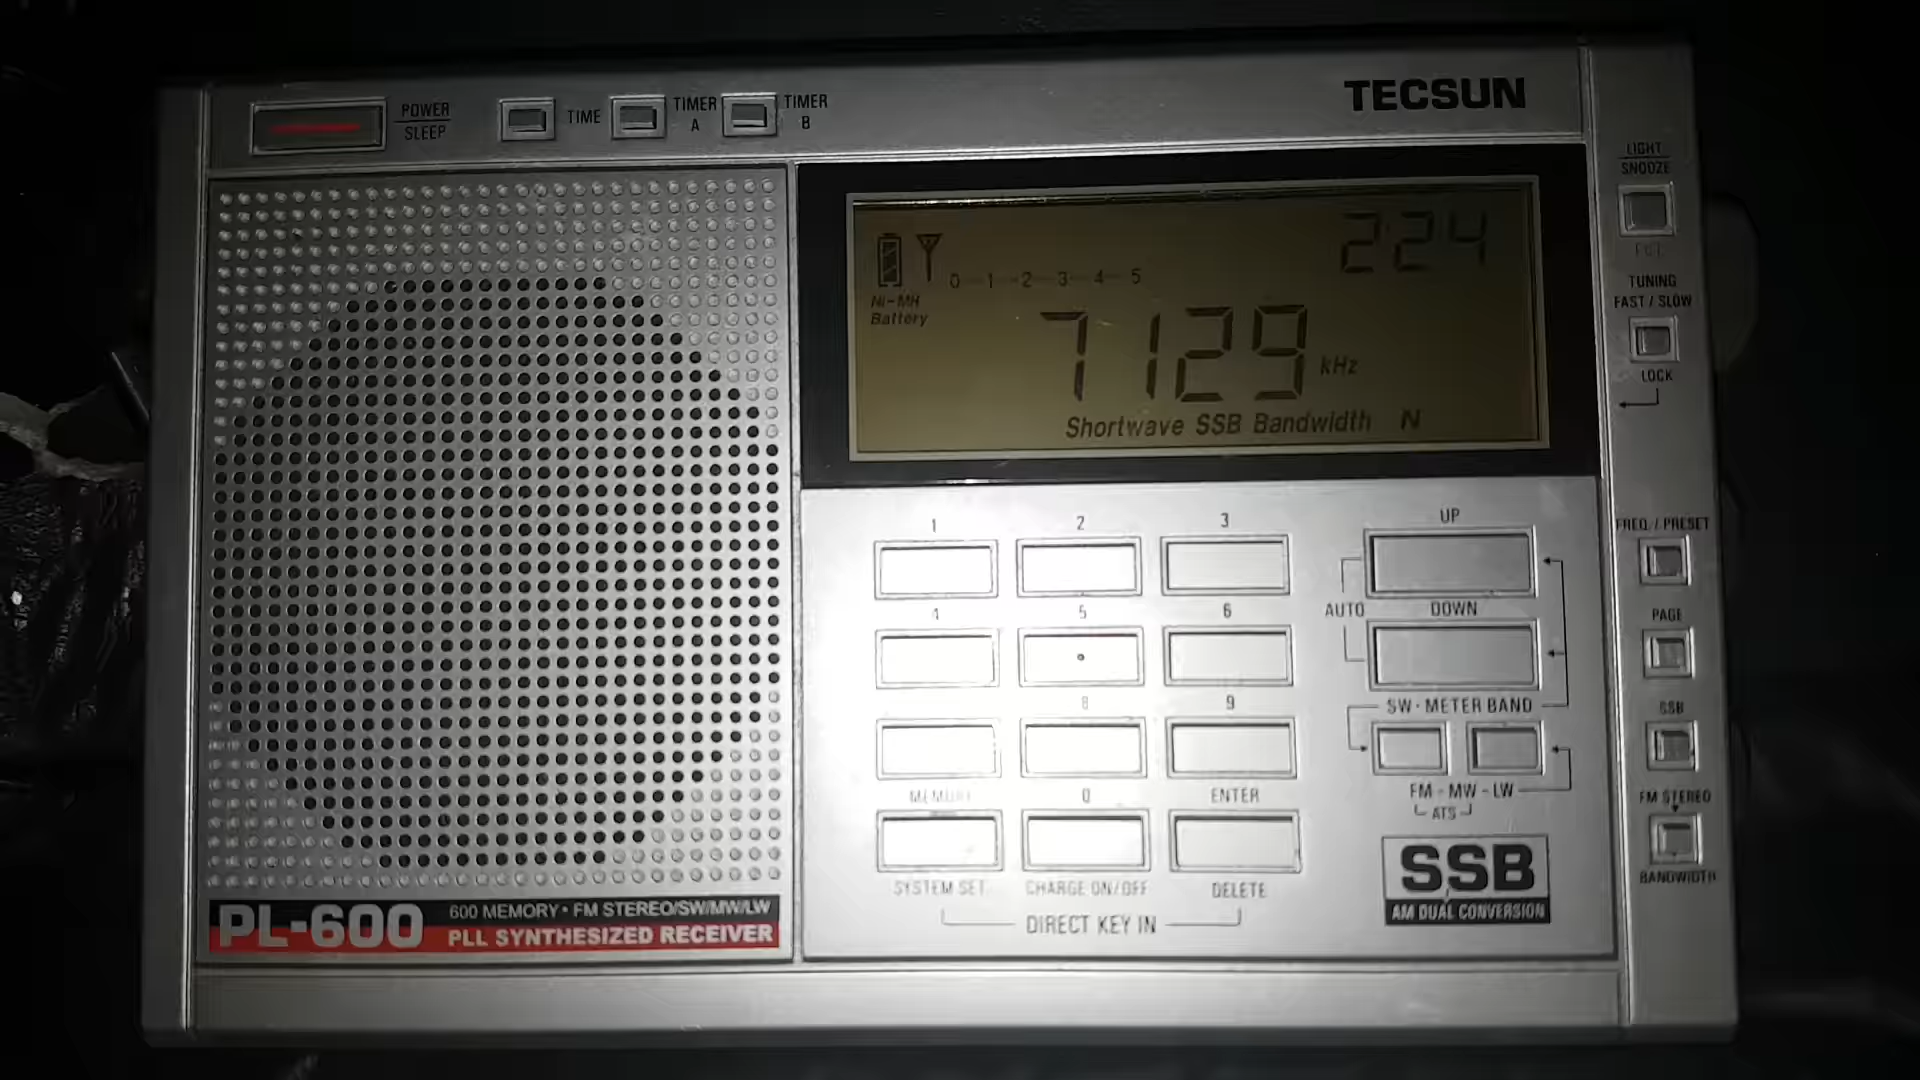 TECSUN
POWER
SLEEP
TIME
TIMER
A
TIMER
B
LIGHT
SNOOZE
2:24
0 1 2 3 4 5
Ni-MH
Battery
7129 kHz
Shortwave SSB Bandwidth N
TUNING
FAST / SLOW
LOCK
1 2 3
UP
FREQ. / PRESET
4 5 6
AUTO
DOWN
PAGE
8 9
SW · METER BAND
SSB
MEMORY 0 ENTER
FM - MW - LW
ATS
FM STEREO
BANDWIDTH
SYSTEM SET CHARGE ON/OFF DELETE
DIRECT KEY IN
SSB
AM DUAL CONVERSION
PL-600
600 MEMORY • FM STEREO/SW/MW/LW
PLL SYNTHESIZED RECEIVER